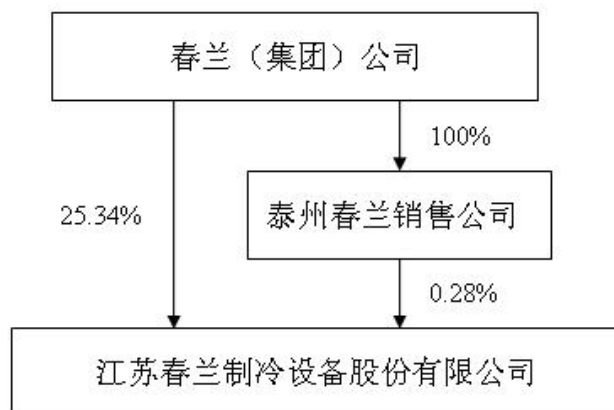 春兰（集团）公司
100%
25.34%
泰州春兰销售公司
0.28%
江苏春兰制冷设备股份有限公司